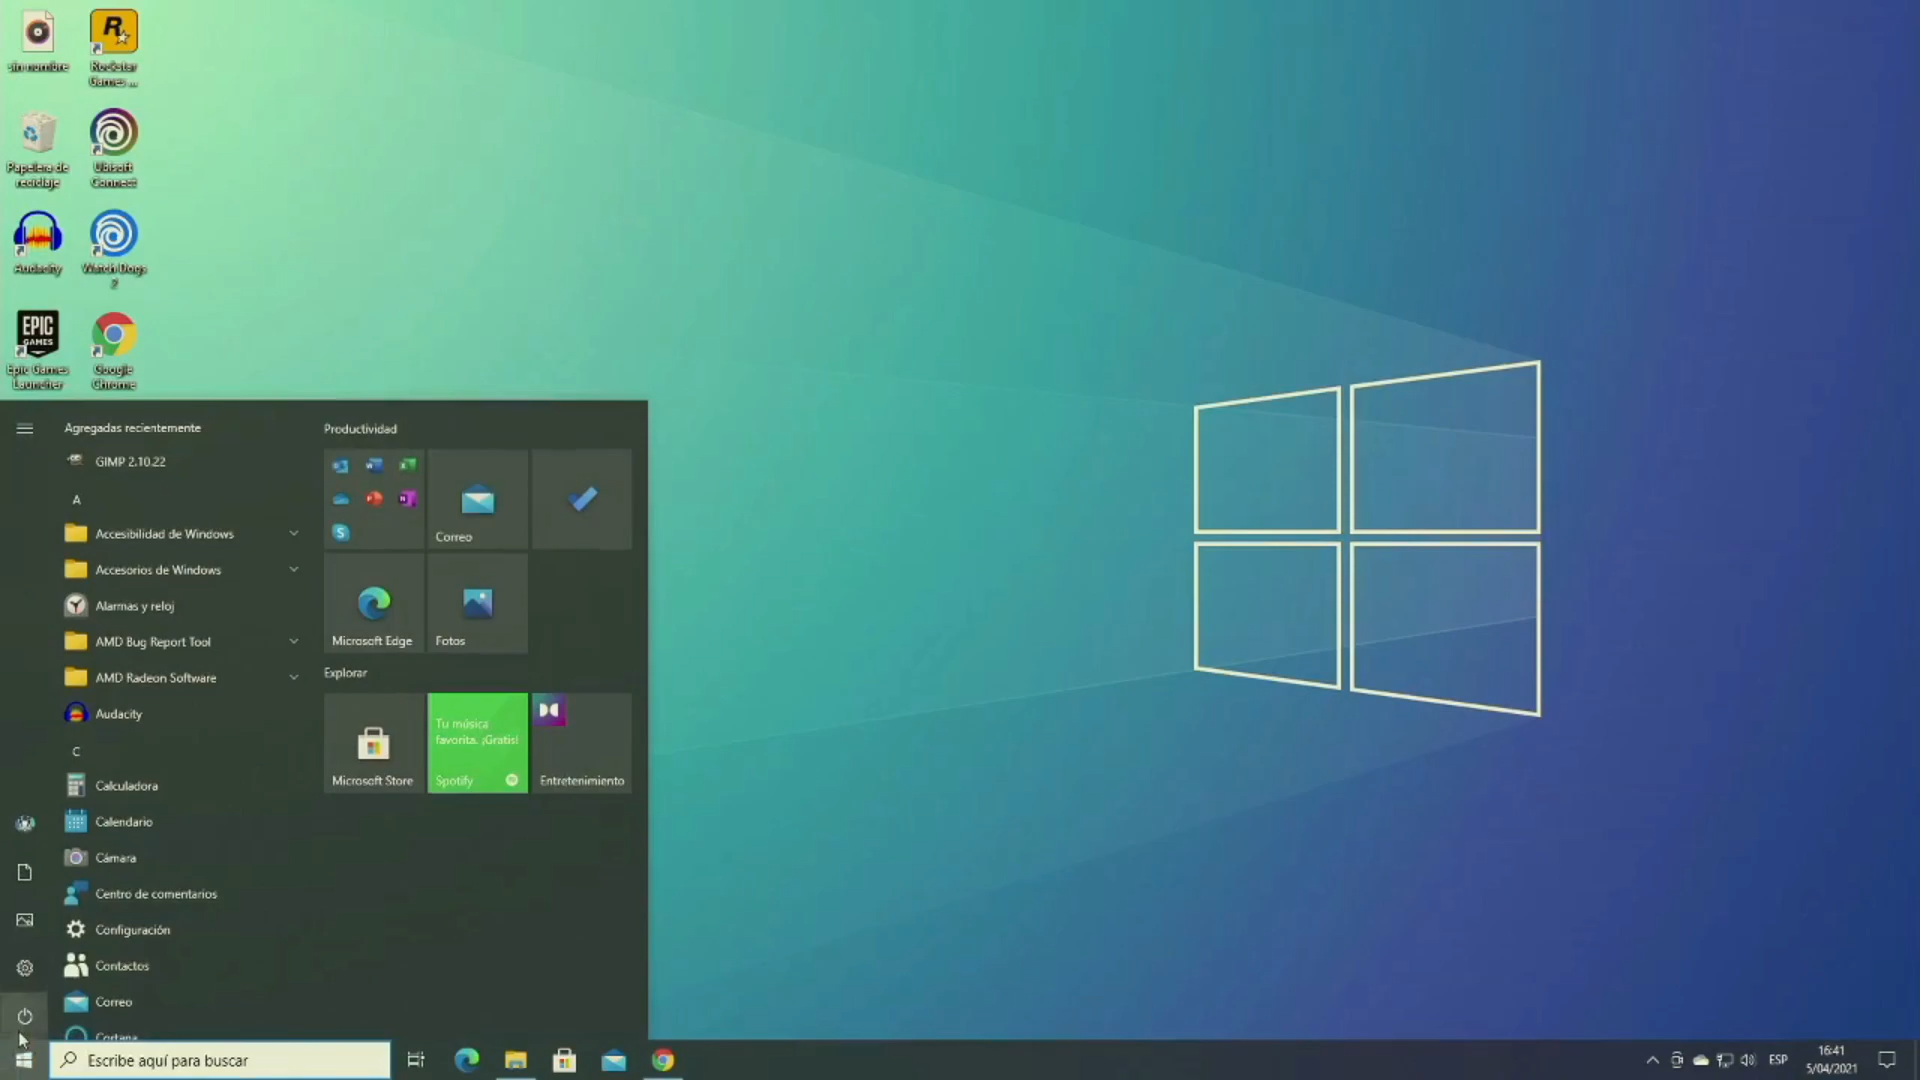 sin nombre
Rockstar
Games ...
Papelera de
reciclaje
Ubisoft
Connect
Audacity
Watch Dogs
2
EPIC
GAMES
Epic Games
Launcher
Google
Chrome
Agregadas recientemente
GIMP 2.10.22
A
Accesibilidad de Windows
Accesorios de Windows
Alarmas y reloj
AMD Bug Report Tool
AMD Radeon Software
Audacity
C
Calculadora
Calendario
Cámara
Centro de comentarios
Configuración
Contactos
Correo
Cortana
Productividad
Correo
Microsoft Edge
Fotos
Explorar
Microsoft Store
Tu música
favorita. ¡Gratis!
Spotify
Entretenimiento
Escribe aquí para buscar
ESP
16:41
5/04/2021